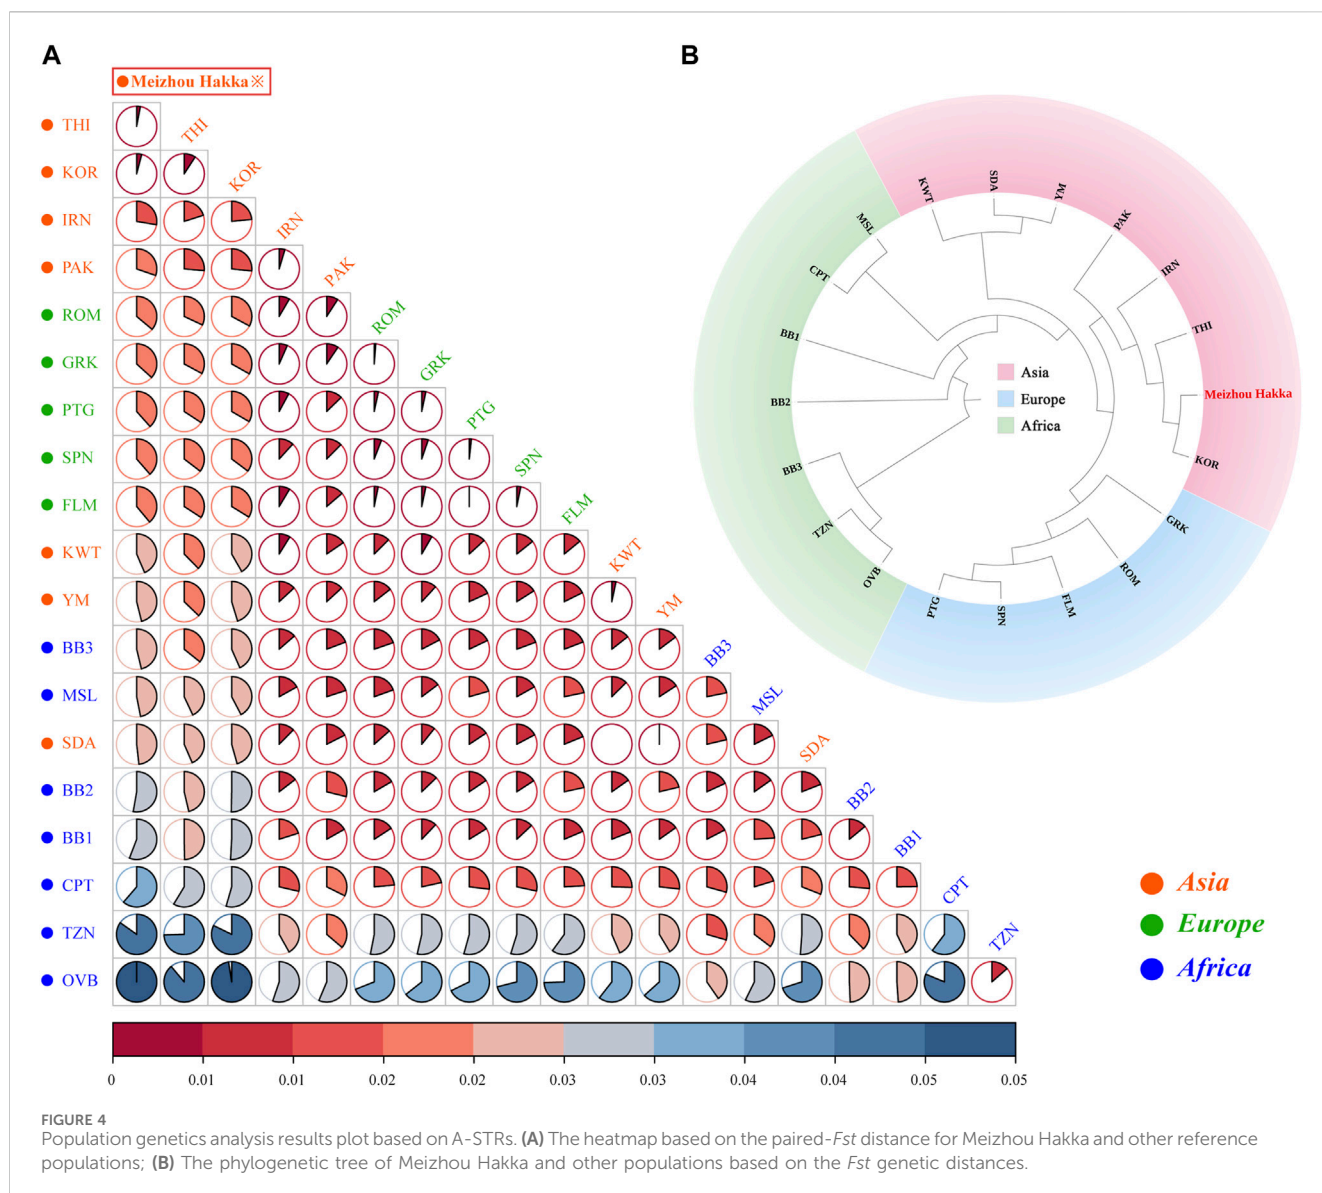 A
B
Meizhou Hakka※
THI
THI
KOR
KOR
IRN
IRN
PAK
PAK
ROM
ROM
GRK
GRK
PTG
PTG
SPN
SPN
FLM
FLM
KWT
KWT
YM
YM
BB3
BB3
MSL
MSL
SDA
SDA
BB2
BB2
BB1
BB1
CPT
CPT
TZN
TZN
OVB
0 0.01 0.01 0.02 0.02 0.03 0.03 0.04 0.04 0.05 0.05
KWT
SDA
YM
PAK
IRN
THI
Meizhou Hakka
KOR
GRK
ROM
FLM
SPN
PTG
OVB
TZN
BB3
BB2
BB1
CPT
MSL
Asia
Europe
Africa
Asia
Europe
Africa
FIGURE 4
Population genetics analysis results plot based on A-STRs. (A) The heatmap based on the paired-Fst distance for Meizhou Hakka and other reference
populations; (B) The phylogenetic tree of Meizhou Hakka and other populations based on the Fst genetic distances.